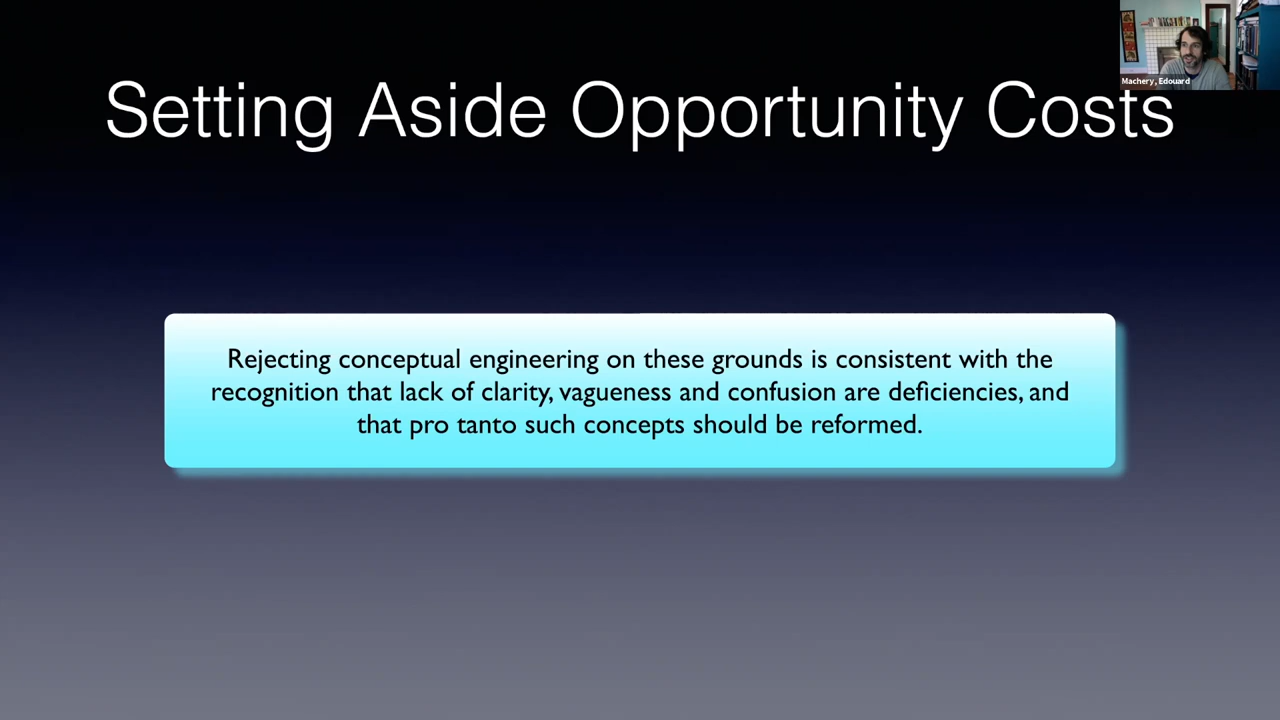 Machery, Edouard
Setting Aside Opportunity Costs
Rejecting conceptual engineering on these grounds is consistent with the
recognition that lack of clarity, vagueness and confusion are deficiencies, and
that pro tanto such concepts should be reformed.